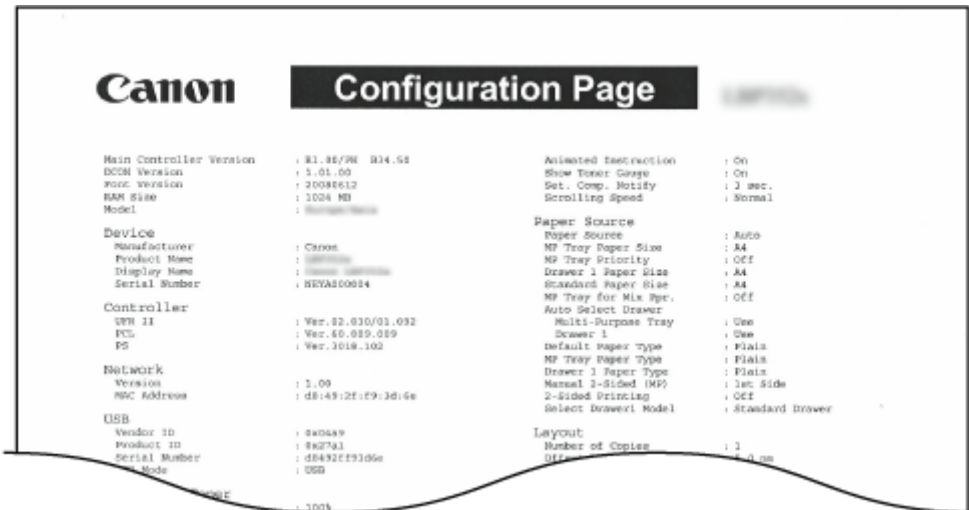 Canon
Configuration Page
Main Controller Version : R1.00/PM B34.50
DCON Version : 1.01.00
Font Version : 20080612
RAM Size : 1024 MB
Model :
Device
Manufacturer : Canon
Product Name :
Display Name :
Serial Number : NRYA000004
Controller
UFR II : Ver.02.030/01.092
PCL : Ver.60.009.009
PS : Ver.3018.102
Network
Version : 1.00
MAC Address : d8:49:2f:f9:3d:6e
USB
Vendor ID : 0x04a9
Product ID : 0x27a1
Serial Number : d8492ff93d6e
Mode : USB
: 100%
Animated Instruction : On
Show Toner Gauge : On
Set. Comp. Notify : 3 sec.
Scrolling Speed : Normal
Paper Source
Paper Source : Auto
MP Tray Paper Size : A4
MP Tray Priority : Off
Drawer 1 Paper Size : A4
Standard Paper Size : A4
MP Tray for Mix Ppr. : Off
Auto Select Drawer
Multi-Purpose Tray : Use
Drawer 1 : Use
Default Paper Type : Plain
MP Tray Paper Type : Plain
Drawer 1 Paper Type : Plain
Manual 2-Sided (MP) : 1st Side
2-Sided Printing : Off
Select Drawer1 Model : Standard Drawer
Layout
Number of Copies : 1